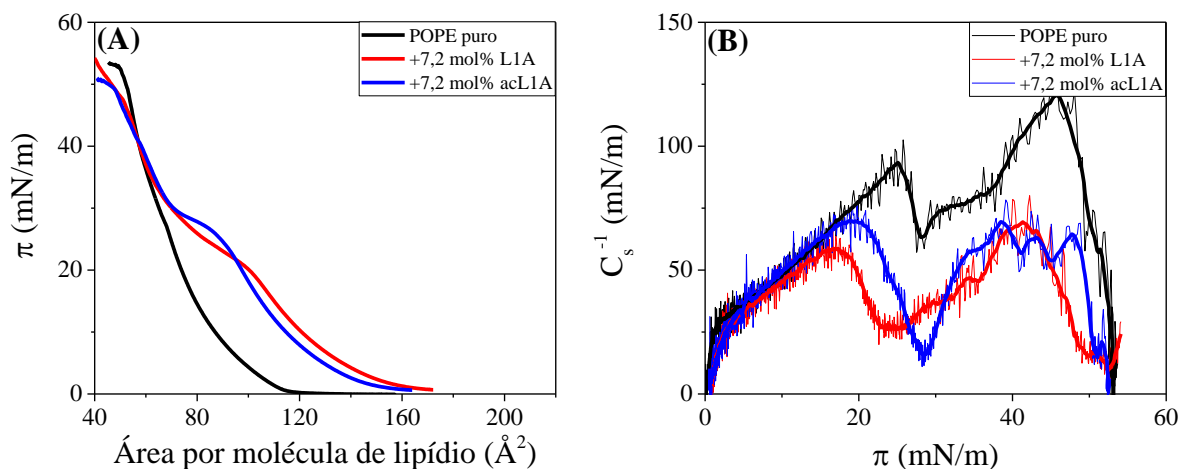 (A)
POPE puro
+7,2 mol% L1A
+7,2 mol% acL1A
60
40
20
0
π (mN/m)
40 80 120 160 200
Área por molécula de lipídio (Å²)
(B)
POPE puro
+7,2 mol% L1A
+7,2 mol% acL1A
150
100
50
0
Cₛ⁻¹ (mN/m)
0 20 40 60
π (mN/m)